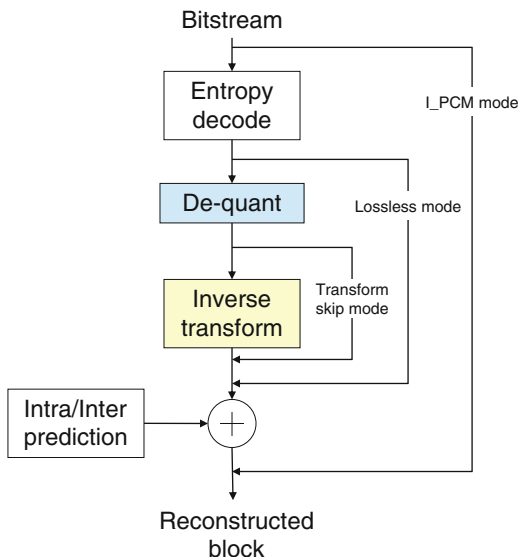 Bitstream
Entropy
decode
I_PCM mode
De-quant
Lossless mode
Inverse
transform
Transform
skip mode
Intra/Inter
prediction
Reconstructed
block